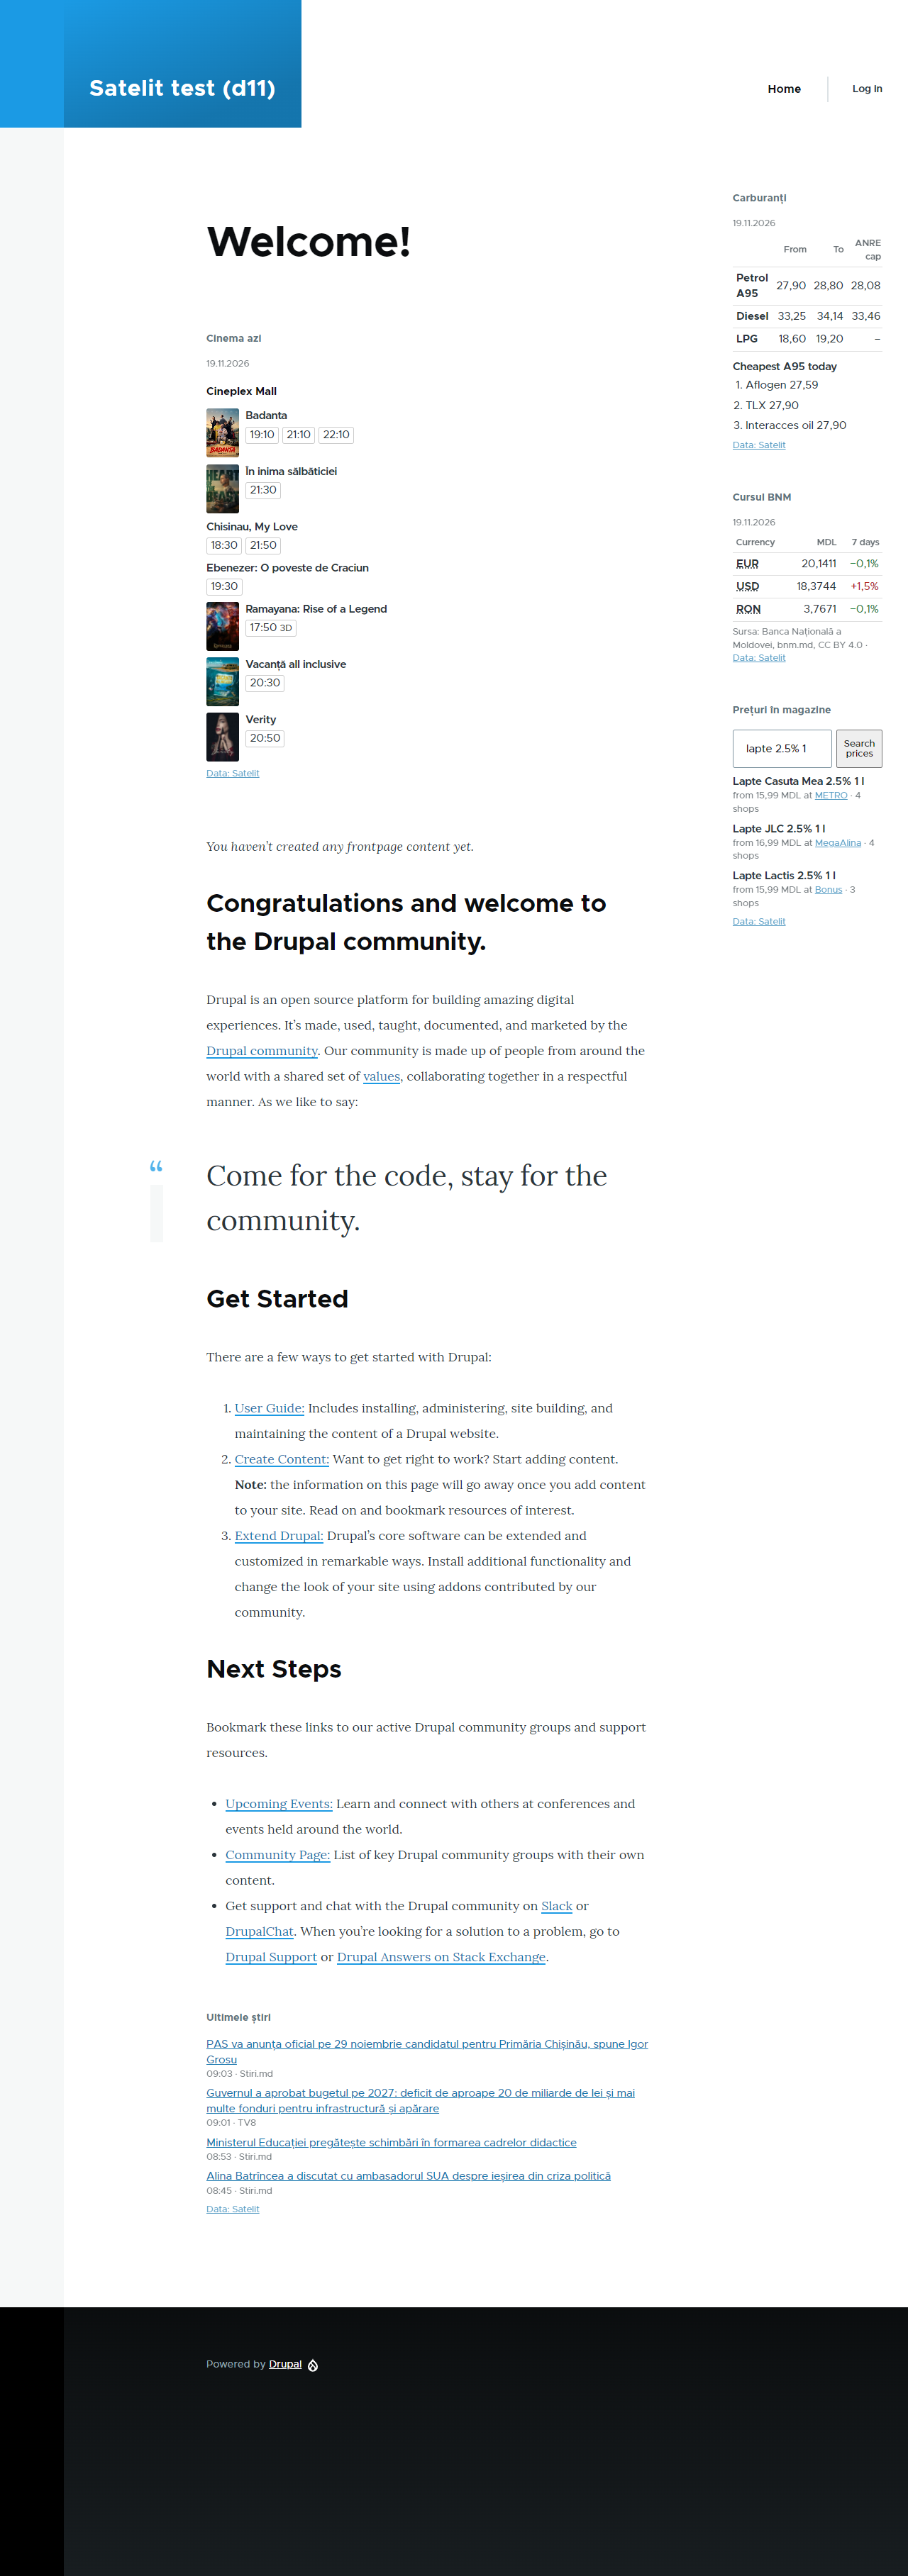 Satelit test (d11)
Home
Log In
Welcome!
Cinema azi
19.11.2026
Cineplex Mall
Badanta
19:10 21:10 22:10
În inima sălbăticiei
21:30
Chisinau, My Love
18:30 21:50
Ebenezer: O poveste de Craciun
19:30
Ramayana: Rise of a Legend
17:50 3D
Vacanță all inclusive
20:30
Verity
20:50
Data: Satelit
You haven't created any frontpage content yet.
Congratulations and welcome to
the Drupal community.
Drupal is an open source platform for building amazing digital
experiences. It's made, used, taught, documented, and marketed by the
Drupal community. Our community is made up of people from around the
world with a shared set of values, collaborating together in a respectful
manner. As we like to say:
“
Come for the code, stay for the
community.
Get Started
There are a few ways to get started with Drupal:
1. User Guide: Includes installing, administering, site building, and
maintaining the content of a Drupal website.
2. Create Content: Want to get right to work? Start adding content.
Note: the information on this page will go away once you add content
to your site. Read on and bookmark resources of interest.
3. Extend Drupal: Drupal's core software can be extended and
customized in remarkable ways. Install additional functionality and
change the look of your site using addons contributed by our
community.
Next Steps
Bookmark these links to our active Drupal community groups and support
resources.
• Upcoming Events: Learn and connect with others at conferences and
events held around the world.
• Community Page: List of key Drupal community groups with their own
content.
• Get support and chat with the Drupal community on Slack or
DrupalChat. When you're looking for a solution to a problem, go to
Drupal Support or Drupal Answers on Stack Exchange.
Ultimele știri
PAS va anunța oficial pe 29 noiembrie candidatul pentru Primăria Chișinău, spune Igor
Grosu
09:03 · Stiri.md
Guvernul a aprobat bugetul pe 2027: deficit de aproape 20 de miliarde de lei și mai
multe fonduri pentru infrastructură și apărare
09:01 · TV8
Ministerul Educației pregătește schimbări în formarea cadrelor didactice
08:53 · Stiri.md
Alina Batrîncea a discutat cu ambasadorul SUA despre ieșirea din criza politică
08:45 · Stiri.md
Data: Satelit
Carburanți
19.11.2026
From To ANRE
cap
Petrol
A95 27,90 28,80 28,08
Diesel 33,25 34,14 33,46
LPG 18,60 19,20 –
Cheapest A95 today
1. Aflogen 27,59
2. TLX 27,90
3. Interacces oil 27,90
Data: Satelit
Cursul BNM
19.11.2026
Currency MDL 7 days
EUR 20,1411 −0,1%
USD 18,3744 +1,5%
RON 3,7671 −0,1%
Sursa: Banca Națională a
Moldovei, bnm.md, CC BY 4.0 ·
Data: Satelit
Prețuri în magazine
lapte 2.5% 1
Search
prices
Lapte Casuta Mea 2.5% 1 l
from 15,99 MDL at METRO · 4
shops
Lapte JLC 2.5% 1 l
from 16,99 MDL at MegaAlina · 4
shops
Lapte Lactis 2.5% 1 l
from 15,99 MDL at Bonus · 3
shops
Data: Satelit
Powered by Drupal